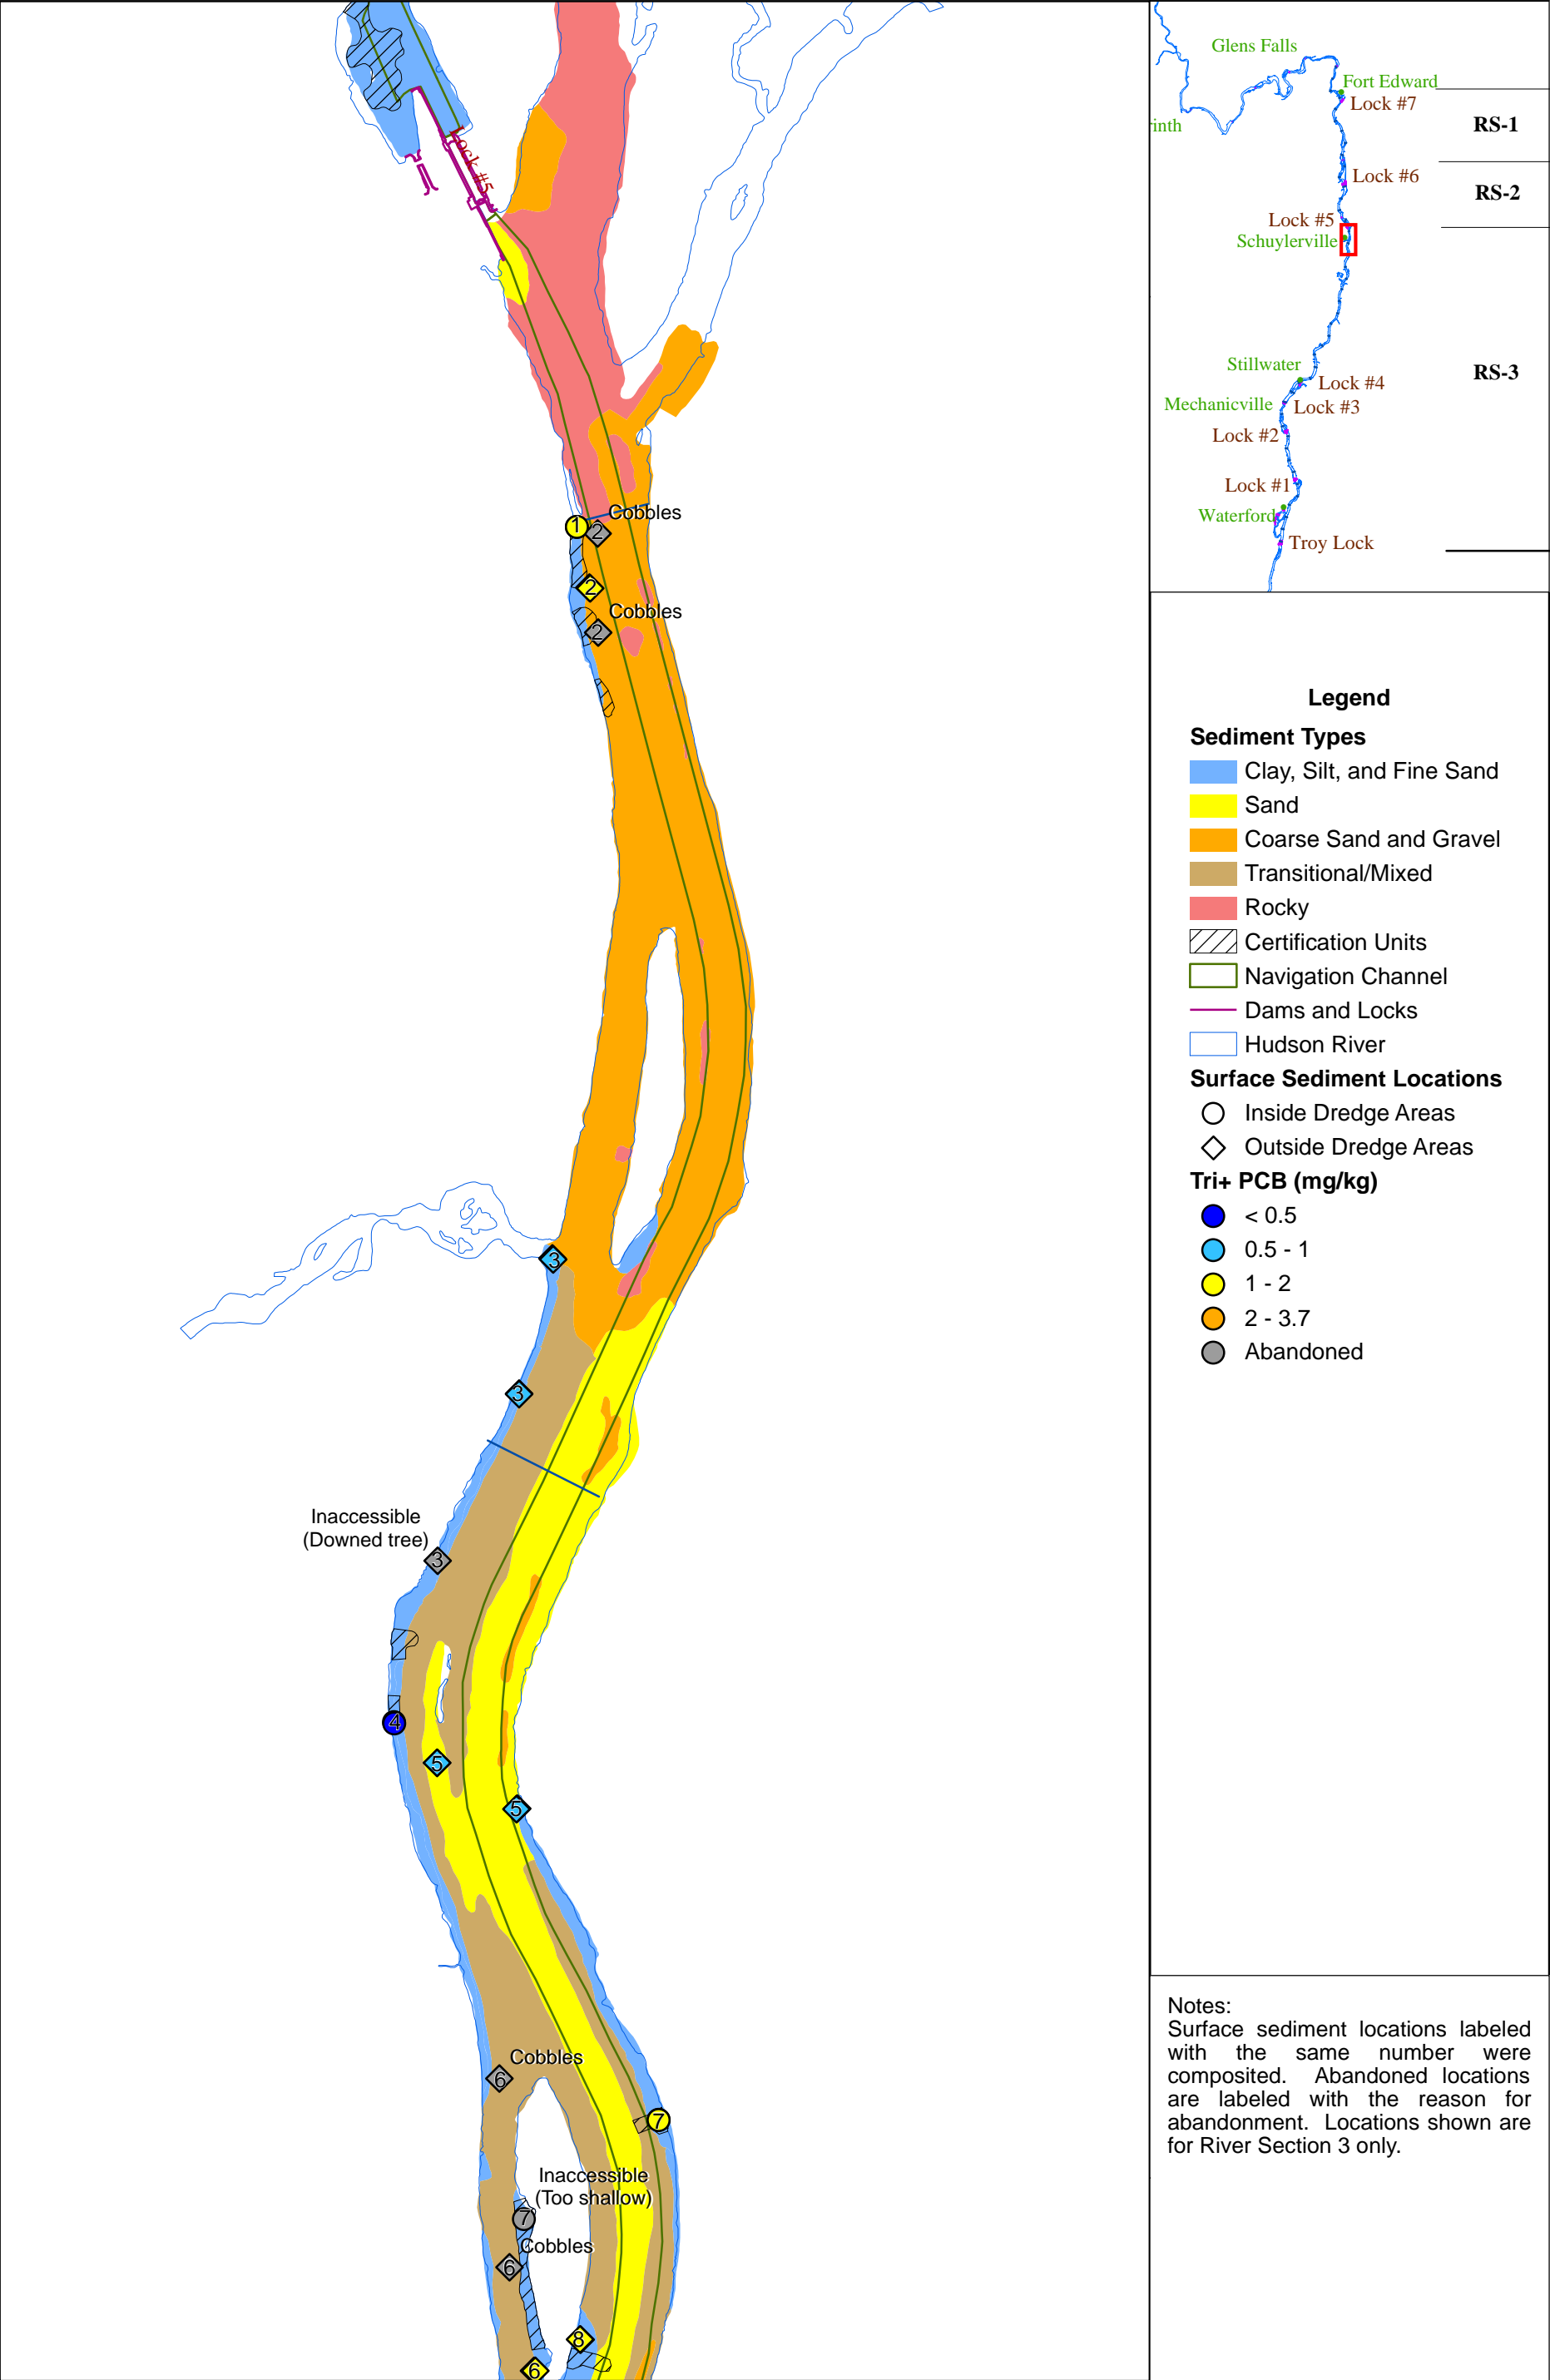 Lock #5
1
Cobbles
2
2
Cobbles
2
3
3
Inaccessible
(Downed tree)
3
4
5
5
Cobbles
6
7
Inaccessible
(Too shallow)
7
Cobbles
6
8
6
Glens Falls
Fort Edward
Lock #7
rinth
RS-1
Lock #6
RS-2
Lock #5
Schuylerville
Stillwater
RS-3
Lock #4
Mechanicville
Lock #3
Lock #2
Lock #1
Waterford
Troy Lock
Legend
Sediment Types
Clay, Silt, and Fine Sand
Sand
Coarse Sand and Gravel
Transitional/Mixed
Rocky
Certification Units
Navigation Channel
Dams and Locks
Hudson River
Surface Sediment Locations
Inside Dredge Areas
Outside Dredge Areas
Tri+ PCB (mg/kg)
< 0.5
0.5 - 1
1 - 2
2 - 3.7
Abandoned
Notes:
Surface sediment locations labeled
with the same number were
composited. Abandoned locations
are labeled with the reason for
abandonment. Locations shown are
for River Section 3 only.